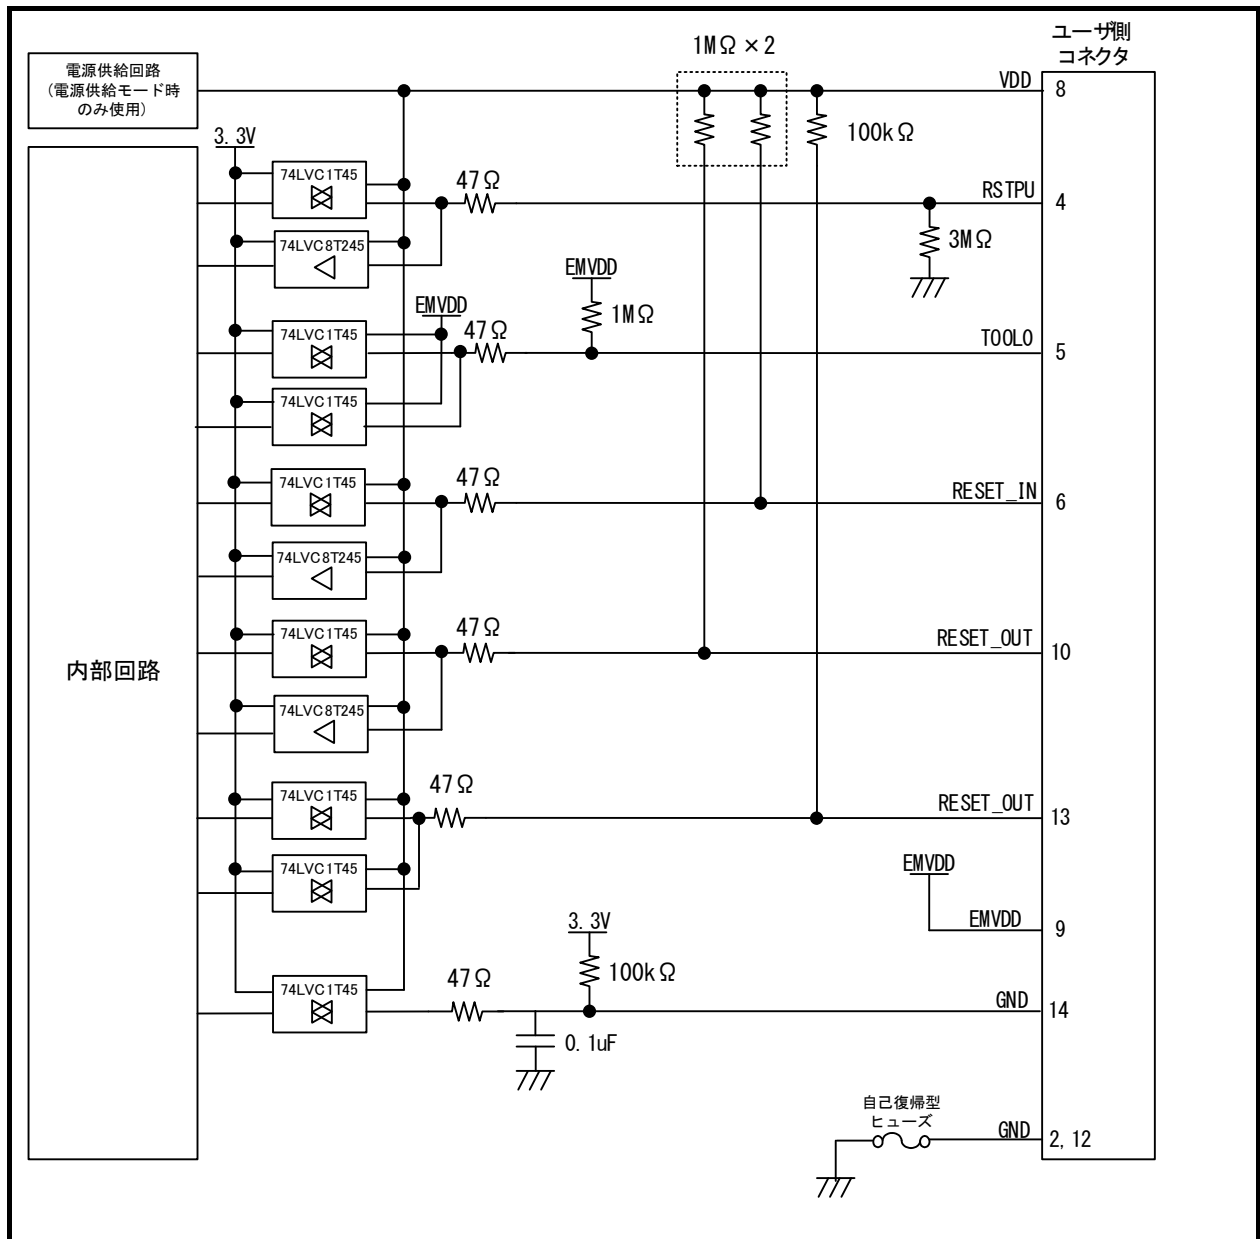 ユーザ側
コネクタ
1MΩ×2
電源供給回路
(電源供給モード時
のみ使用)
VDD
8
3.3V
100kΩ
74LVC1T45
47Ω
RSTPU
4
74LVC8T245
3MΩ
EMVDD
EMVDD
1MΩ
74LVC1T45
47Ω
TOOL0
5
74LVC1T45
74LVC1T45
47Ω
RESET_IN
6
74LVC8T245
74LVC1T45
47Ω
RESET_OUT
10
内部回路
74LVC8T245
74LVC1T45
47Ω
RESET_OUT
13
74LVC1T45
EMVDD
EMVDD
9
3.3V
74LVC1T45
47Ω
100kΩ
GND
14
0.1uF
自己復帰型
ヒューズ
GND
2,12